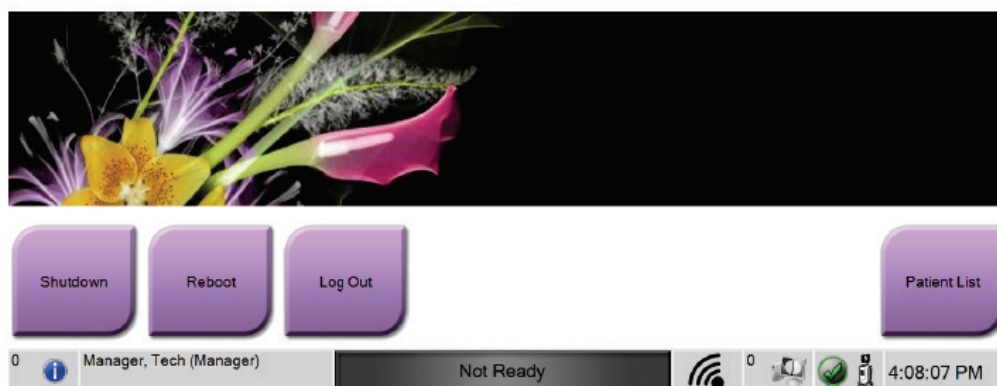 Shutdown
Reboot
Log Out
Patient List
0
Manager, Tech (Manager)
Not Ready
0
4:08:07 PM